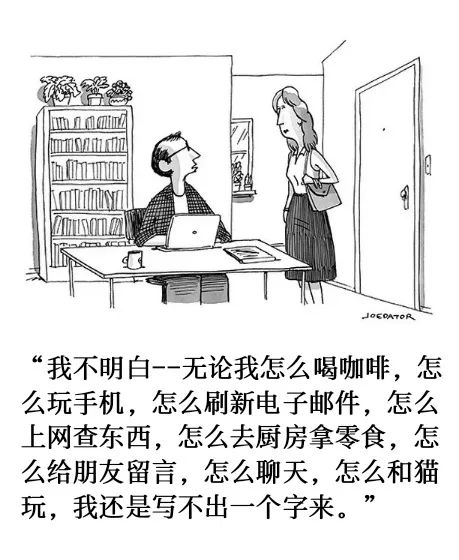 JOEDATOR
“我不明白--无论我怎么喝咖啡，怎
么玩手机，怎么刷新电子邮件，怎么
上网查东西，怎么去厨房拿零食，怎
么给朋友留言，怎么聊天，怎么和猫
玩，我还是写不出一个字来。”